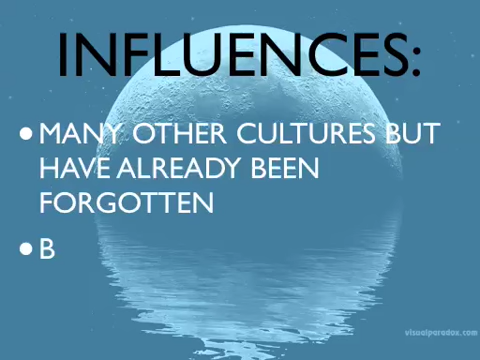 INFLUENCES:
• MANY OTHER CULTURES BUT
HAVE ALREADY BEEN
FORGOTTEN
• B
visualparadox.com